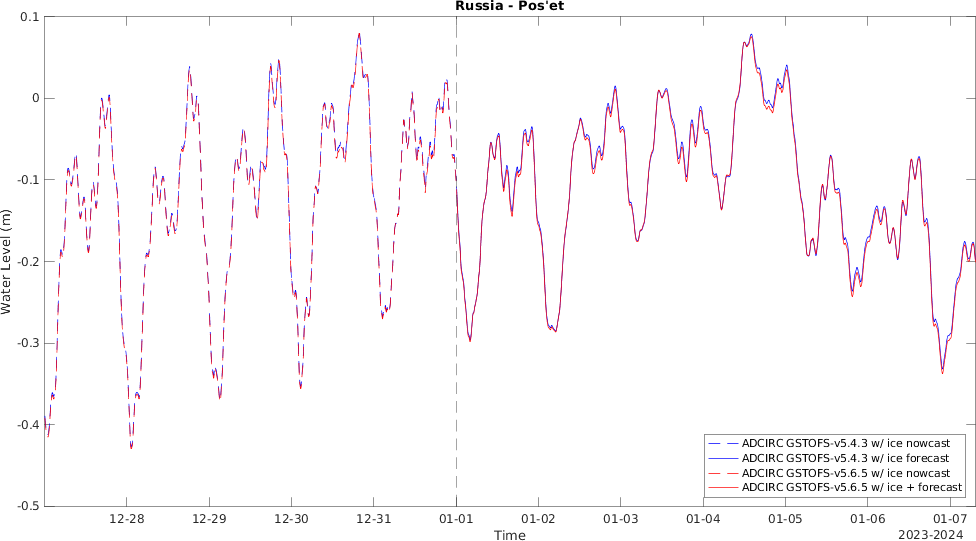 Russia - Pos'et
Water Level (m)
0.1
0
-0.1
-0.2
-0.3
-0.4
-0.5
ADCIRC GSTOFS-v5.4.3 w/ ice nowcast
ADCIRC GSTOFS-v5.4.3 w/ ice forecast
ADCIRC GSTOFS-v5.6.5 w/ ice nowcast
ADCIRC GSTOFS-v5.6.5 w/ ice + forecast
12-28 12-29 12-30 12-31 01-01 01-02 01-03 01-04 01-05 01-06 01-07
Time
2023-2024